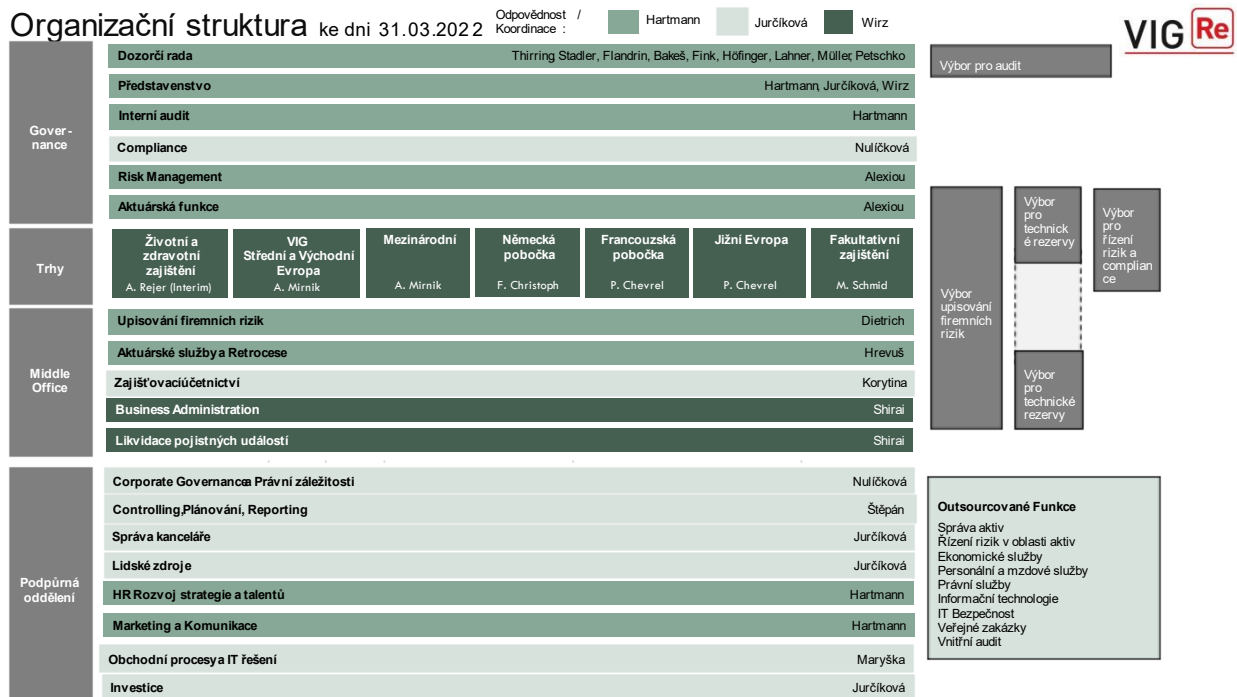 Organizační struktura ke dni 31.03.2022
Odpovědnost /
Koordinace :
Hartmann
Jurčíková
Wirz
VIG Re
Gover-
nance
Dozorčí rada Thirring Stadler, Flandrin, Bakeš, Fink, Höfinger, Lahner, Müller, Petschko
Představenstvo Hartmann, Jurčíková, Wirz
Interní audit Hartmann
Compliance Nulíčková
Risk Management Alexiou
Aktuárská funkce Alexiou
Výbor pro audit
Trhy
Životní a
zdravotní
zajištění
A. Rejer (Interim)
VIG
Střední a Východní
Evropa
A. Mirnik
Mezinárodní
A. Mirnik
Německá
pobočka
F. Christoph
Francouzská
pobočka
P. Chevrel
Jižní Evropa
P. Chevrel
Fakultativní
zajištění
M. Schmid
Middle
Office
Upisování firemních rizik Dietrich
Aktuárské služby a Retrocese Hrevuš
Zajišťovacíúčetnictví Korytina
Business Administration Shirai
Likvidace pojistných událostí Shirai
Výbor
upisování
firemních
rizik
Výbor
pro
technick
é rezervy
Výbor
pro
technické
rezervy
Výbor
pro
řízení
rizik a
complian
ce
Podpůrná
oddělení
Corporate Governance a Právní záležitosti Nulíčková
Controlling,Plánování, Reporting Štěpán
Správa kanceláře Jurčíková
Lidské zdroje Jurčíková
HR Rozvoj strategie a talentů Hartmann
Marketing a Komunikace Hartmann
Obchodní procesy a IT řešení Maryška
Investice Jurčíková
Outsourcované Funkce
Správa aktiv
Řízení rizik v oblasti aktiv
Ekonomické služby
Personální a mzdové služby
Právní služby
Informační technologie
IT Bezpečnost
Veřejné zakázky
Vnitřní audit